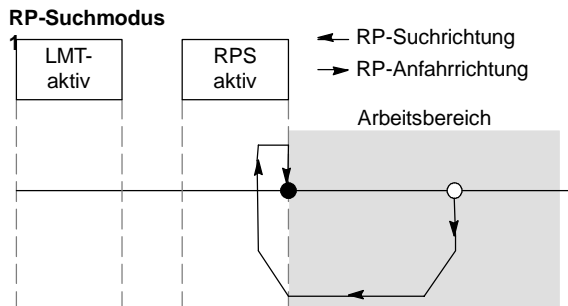 RP-Suchmodus
1
LMT-
aktiv
RPS
aktiv
RP-Suchrichtung
RP-Anfahrrichtung
Arbeitsbereich